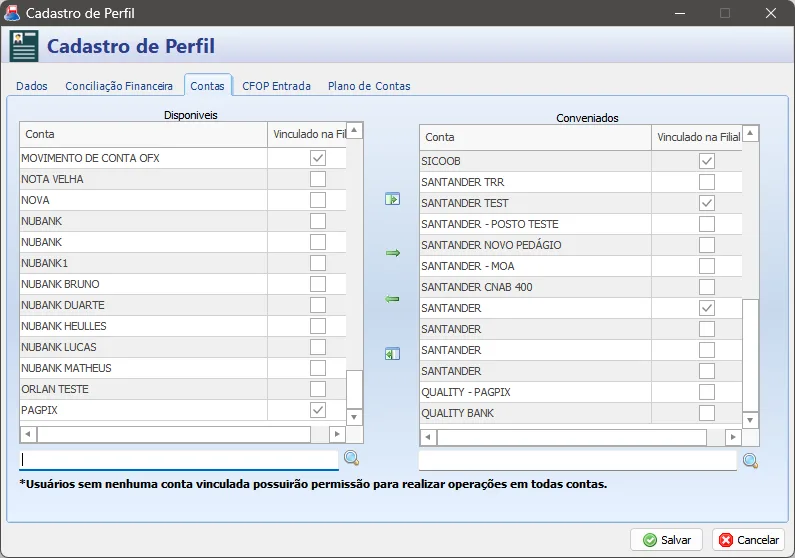 Cadastro de Perfil
Cadastro de Perfil
Dados Conciliação Financeira Contas CFOP Entrada Plano de Contas
Disponiveis
Conta Vinculado na Fil
MOVIMENTO DE CONTA OFX
NOTA VELHA
NOVA
NUBANK
NUBANK
NUBANK1
NUBANK BRUNO
NUBANK DUARTE
NUBANK HEULLES
NUBANK LUCAS
NUBANK MATHEUS
ORLAN TESTE
PAGPIX
Conveniados
Conta Vinculado na Filial
SICOOB
SANTANDER TRR
SANTANDER TEST
SANTANDER - POSTO TESTE
SANTANDER NOVO PEDÁGIO
SANTANDER - MOA
SANTANDER CNAB 400
SANTANDER
SANTANDER
SANTANDER
SANTANDER
QUALITY - PAGPIX
QUALITY BANK
*Usuários sem nenhuma conta vinculada possuirão permissão para realizar operações em todas contas.
Salvar Cancelar